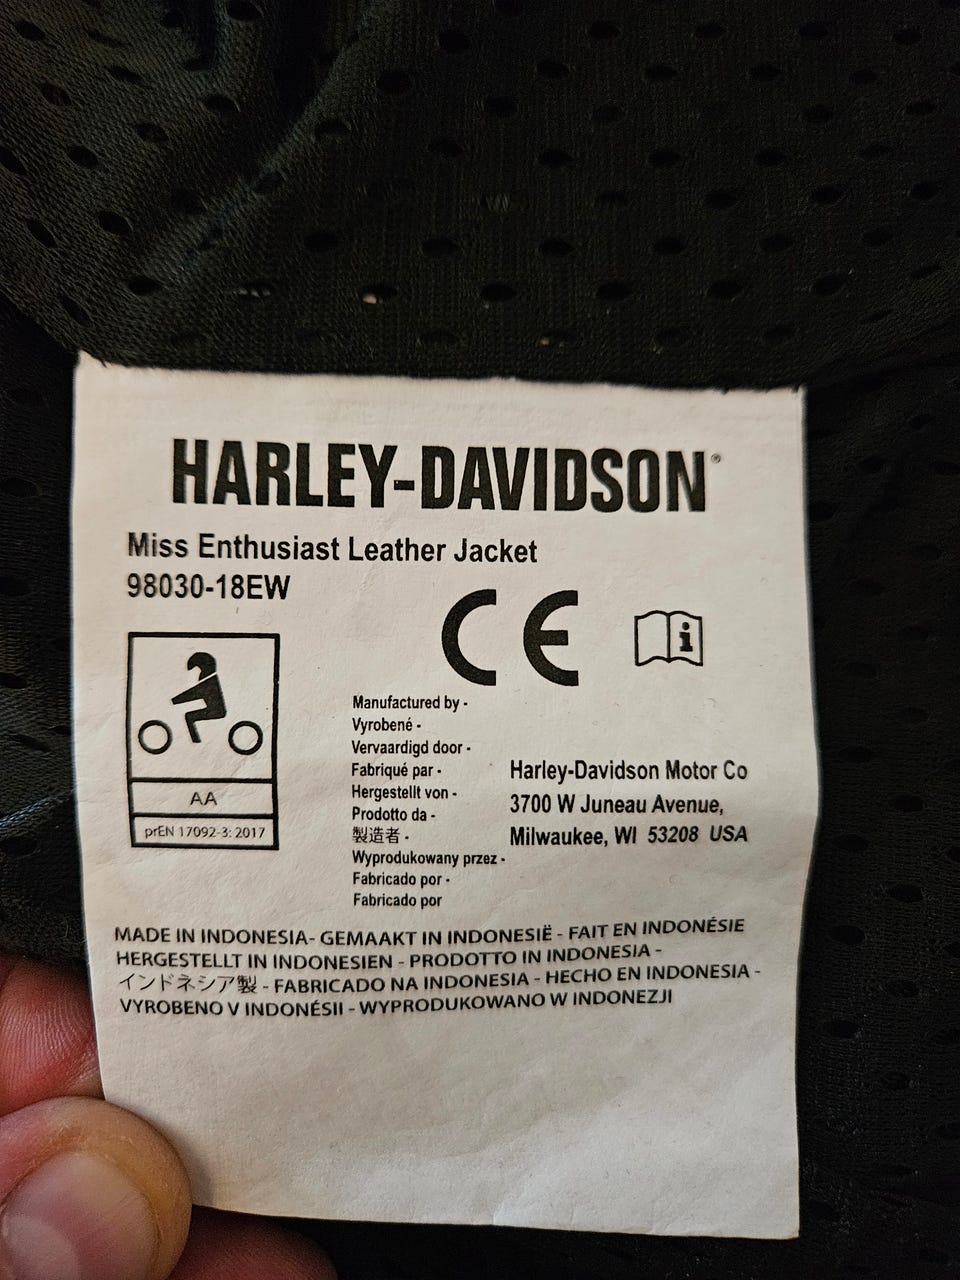 HARLEY-DAVIDSON®
Miss Enthusiast Leather Jacket
98030-18EW
CE
i
AA
prEN 17092-3: 2017
Manufactured by -
Vyrobené -
Vervaardigd door -
Fabriqué par -
Hergestellt von -
Prodotto da -
製造者 -
Wyprodukowany przez -
Fabricado por -
Fabricado por
Harley-Davidson Motor Co
3700 W Juneau Avenue,
Milwaukee, WI 53208 USA
MADE IN INDONESIA- GEMAAKT IN INDONESIË - FAIT EN INDONÉSIE
HERGESTELLT IN INDONESIEN - PRODOTTO IN INDONESIA -
インドネシア製 - FABRICADO NA INDONESIA - HECHO EN INDONESIA -
VYROBENO V INDONÉSII - WYPRODUKOWANO W INDONEZJI